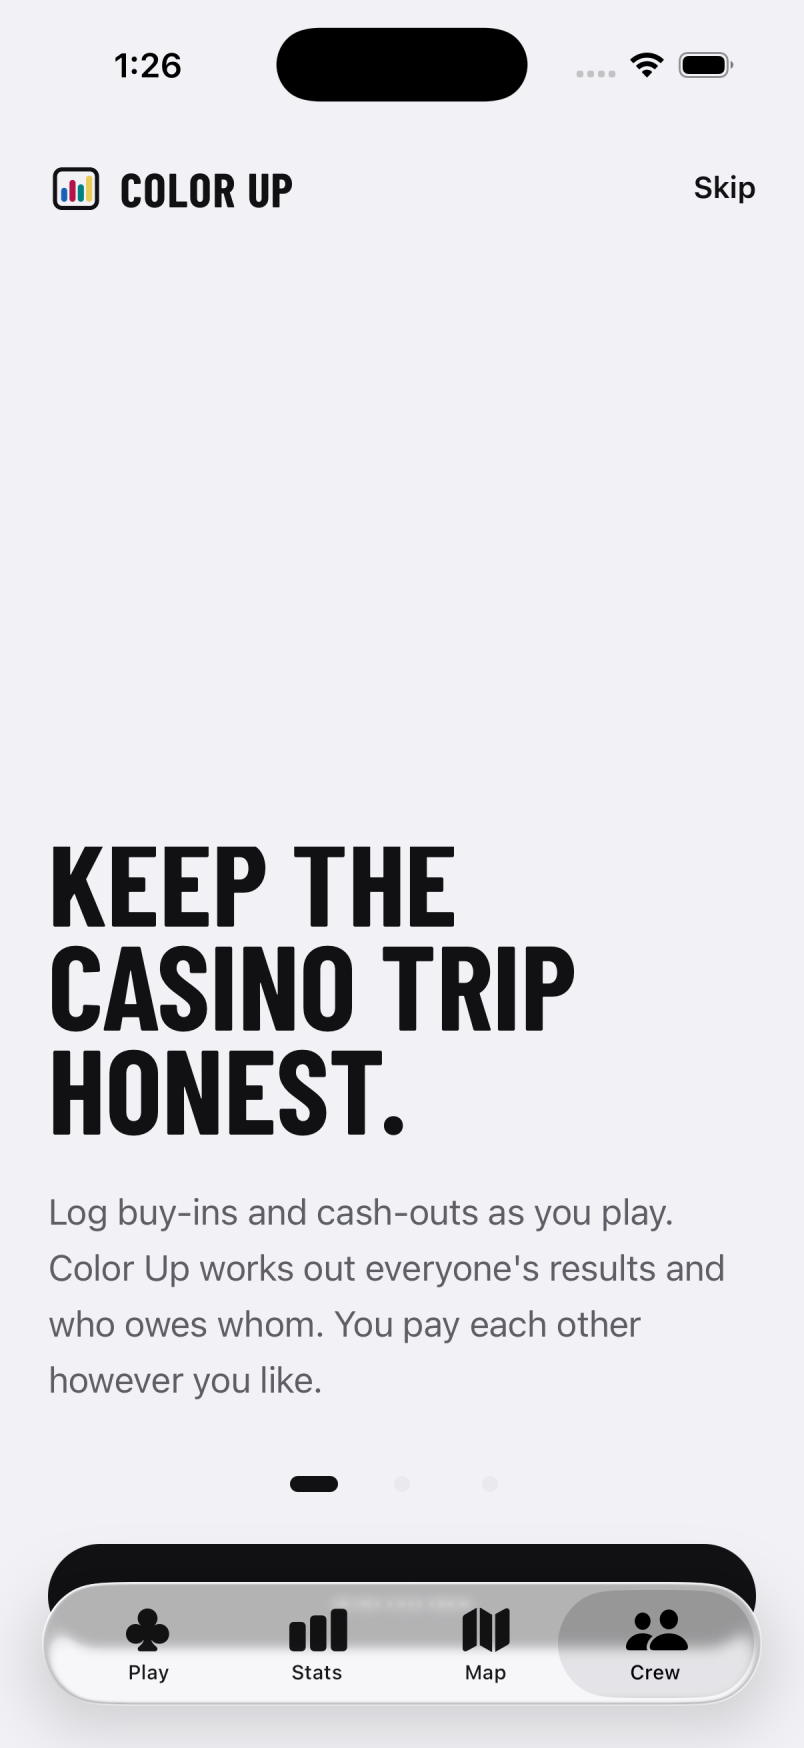 1:26
COLOR UP
Skip
KEEP THE
CASINO TRIP
HONEST.
Log buy-ins and cash-outs as you play.
Color Up works out everyone's results and
who owes whom. You pay each other
however you like.
Play
Stats
Map
Crew